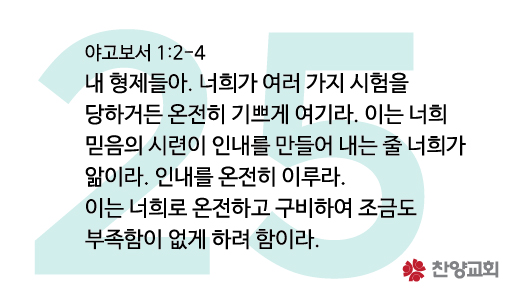 25
야고보서 1:2-4
내 형제들아. 너희가 여러 가지 시험을
당하거든 온전히 기쁘게 여기라. 이는 너희
믿음의 시련이 인내를 만들어 내는 줄 너희가
앎이라. 인내를 온전히 이루라.
이는 너희로 온전하고 구비하여 조금도
부족함이 없게 하려 함이라.
찬양교회